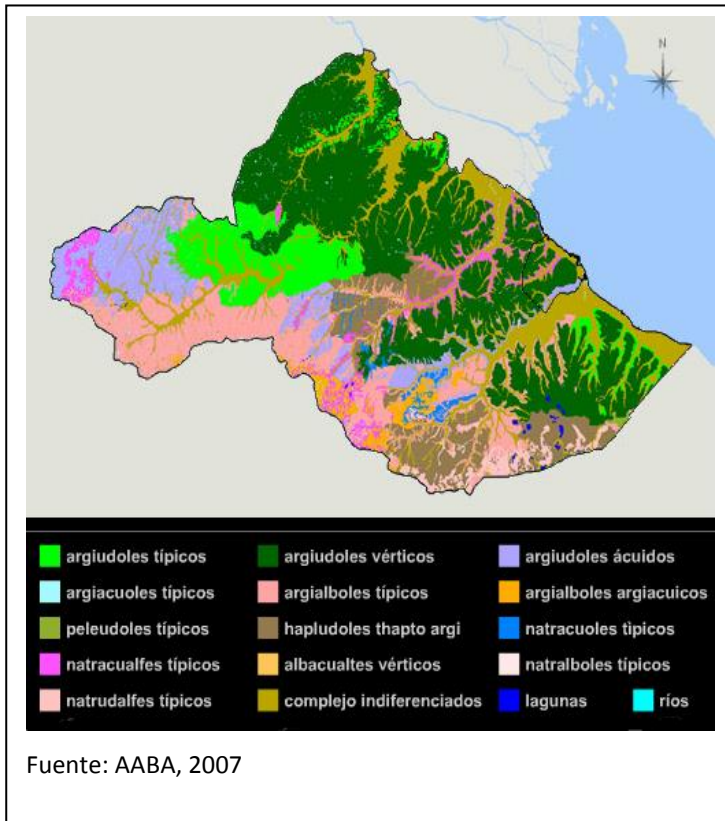 N
argiudoles típicos argiudoles vérticos argiudoles ácuidos
argiacuoles típicos argialboles típicos argialboles argiacuicos
peleudoles típicos hapludoles thapto argi natracuoles tìpicos
natracualfes típicos albacualtes vérticos natralboles típicos
natrudalfes típicos complejo indiferenciados lagunas ríos
Fuente: AABA, 2007